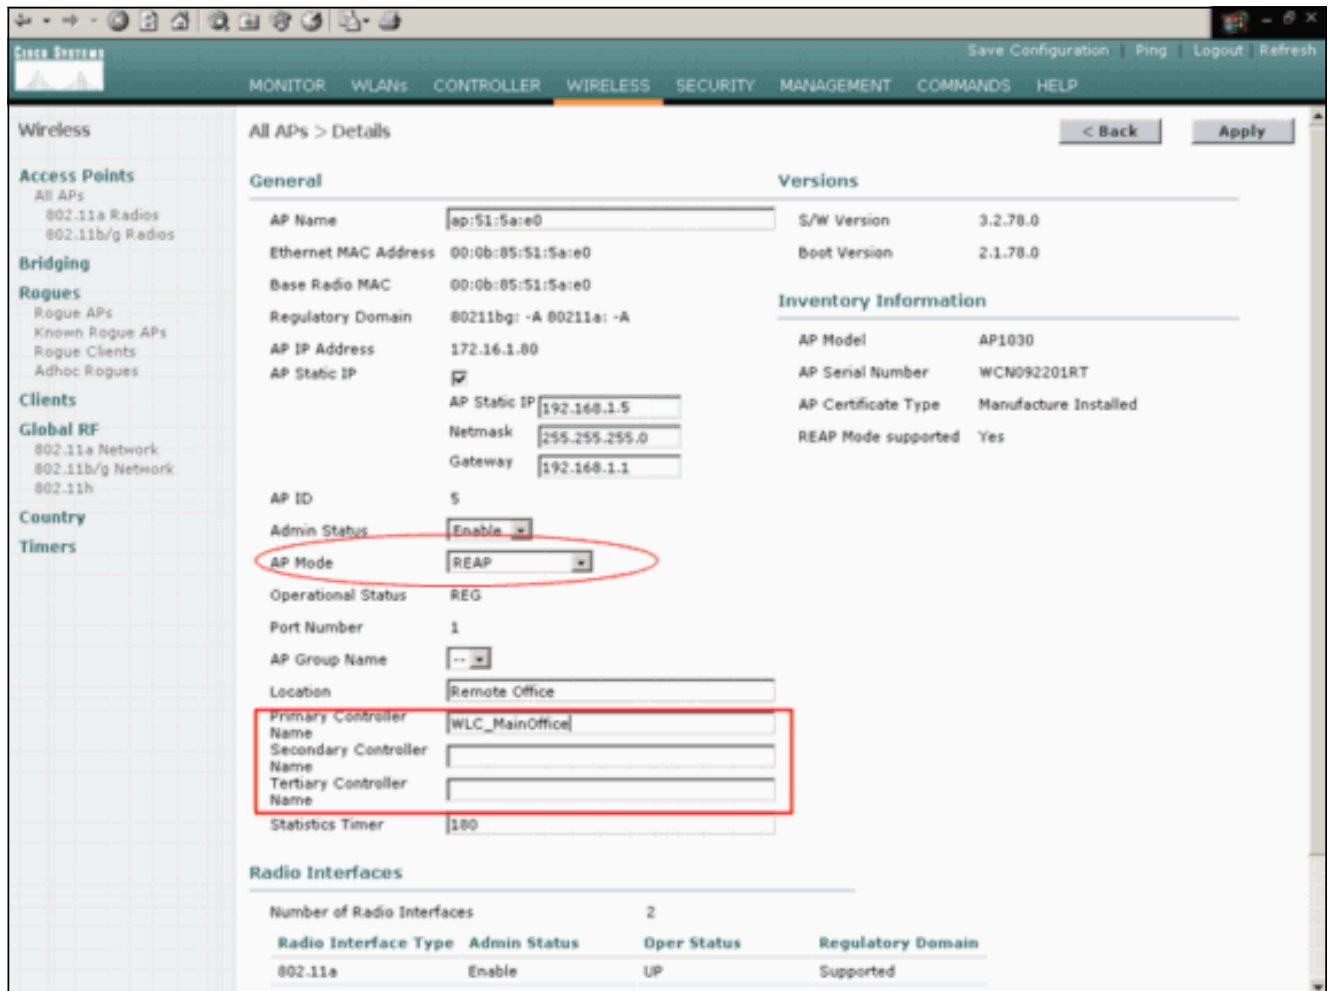 CISCO SYSTEMS
Save Configuration | Ping | Logout | Refresh
MONITOR WLANs CONTROLLER WIRELESS SECURITY MANAGEMENT COMMANDS HELP
Wireless
Access Points
All APs
802.11a Radios
802.11b/g Radios
Bridging
Rogues
Rogue APs
Known Rogue APs
Rogue Clients
Adhoc Rogues
Clients
Global RF
802.11a Network
802.11b/g Network
802.11h
Country
Timers
All APs > Details
< Back Apply
General
AP Name ap:51:5a:e0
Ethernet MAC Address 00:0b:85:51:5a:e0
Base Radio MAC 00:0b:85:51:5a:e0
Regulatory Domain 80211bg: -A 80211a: -A
AP IP Address 172.16.1.80
AP Static IP
AP Static IP 192.168.1.5
Netmask 255.255.255.0
Gateway 192.168.1.1
AP ID 5
Admin Status Enable
AP Mode REAP
Operational Status REG
Port Number 1
AP Group Name --
Location Remote Office
Primary Controller
Name WLC_MainOffice
Secondary Controller
Name
Tertiary Controller
Name
Statistics Timer 180
Versions
S/W Version 3.2.78.0
Boot Version 2.1.78.0
Inventory Information
AP Model AP1030
AP Serial Number WCN092201RT
AP Certificate Type Manufacture Installed
REAP Mode supported Yes
Radio Interfaces
Number of Radio Interfaces 2
Radio Interface Type Admin Status Oper Status Regulatory Domain
802.11a Enable UP Supported